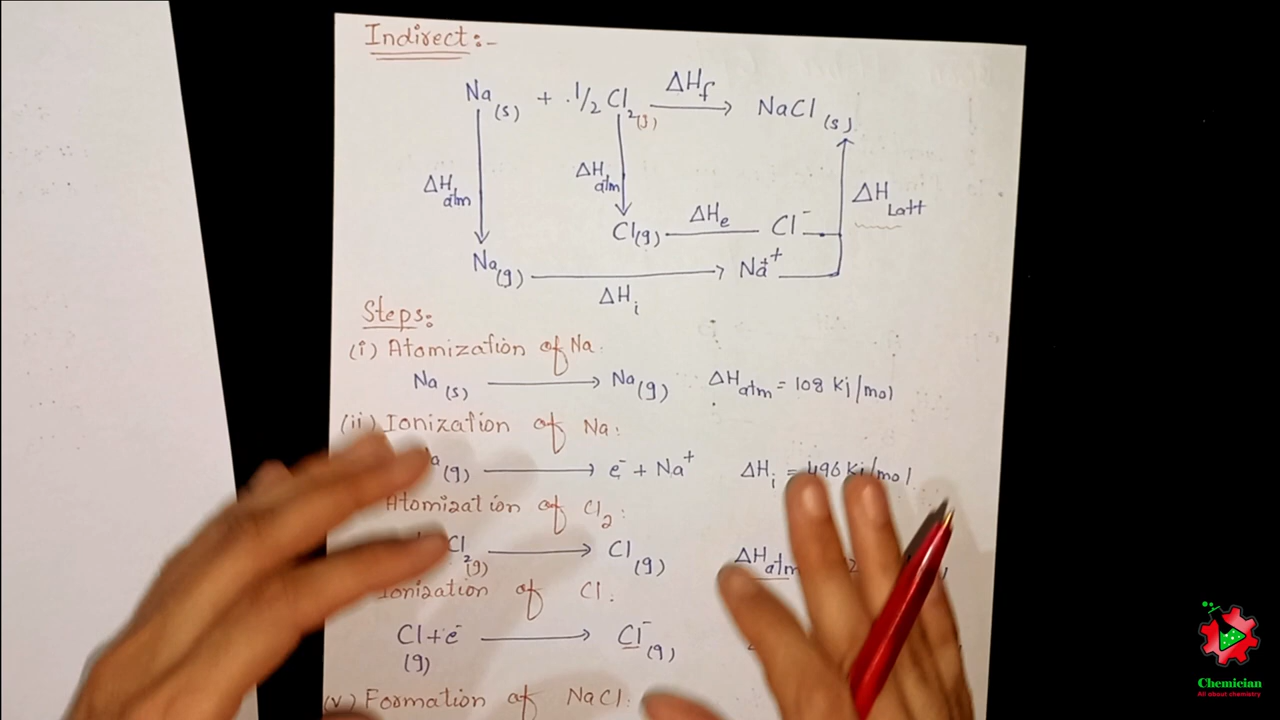 Indirect:-
Na(s) + 1/2 Cl2(g) ΔHf NaCl(s)
ΔHatm ΔHatm ΔHLatt
Cl(g) ΔHe Cl-
Na(g) ΔHi Na+
Steps:
(i) Atomization of Na:
Na(s) → Na(g) ΔHatm = 108 kj/mol
(ii) Ionization of Na:
(g) → e- + Na+ ΔHi = 496 kj/mol
Atomization of Cl2:
Cl2(g) → Cl(g) ΔHatm
Ionization of Cl:
Cl + e- → Cl-(g)
(g)
(v) Formation of NaCl:
Chemician
All about chemistry